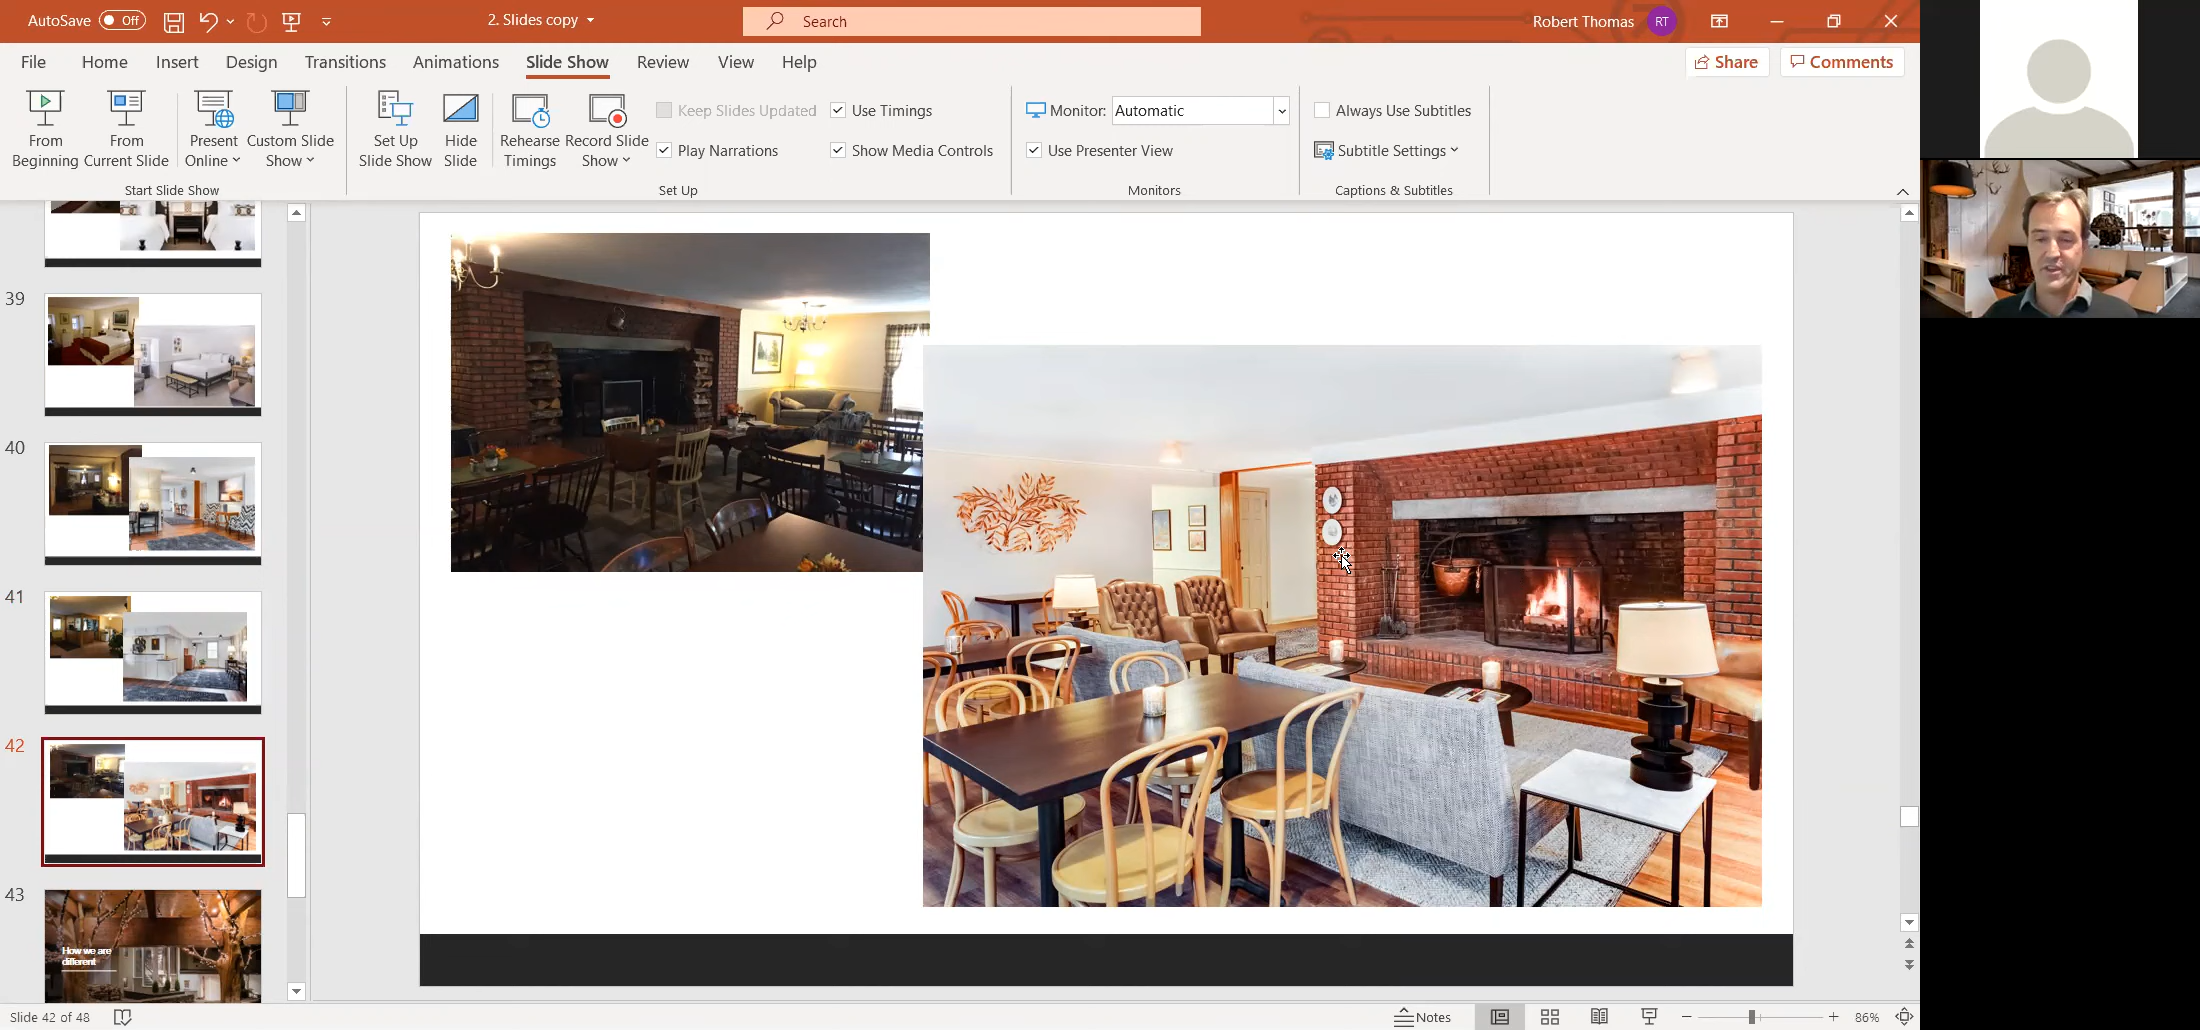 AutoSave Off 2. Slides copy Search Robert Thomas RT
File Home Insert Design Transitions Animations Slide Show Review View Help Share Comments
From Beginning
From Current Slide
Present Online
Custom Slide Show
Start Slide Show
Set Up Slide Show
Hide Slide
Rehearse Timings
Record Slide Show
Keep Slides Updated
Play Narrations
Use Timings
Show Media Controls
Set Up
Monitor: Automatic
Use Presenter View
Monitors
Always Use Subtitles
Subtitle Settings
Captions & Subtitles
39
40
41
42
43
How we are
different
Slide 42 of 48 Notes 86%